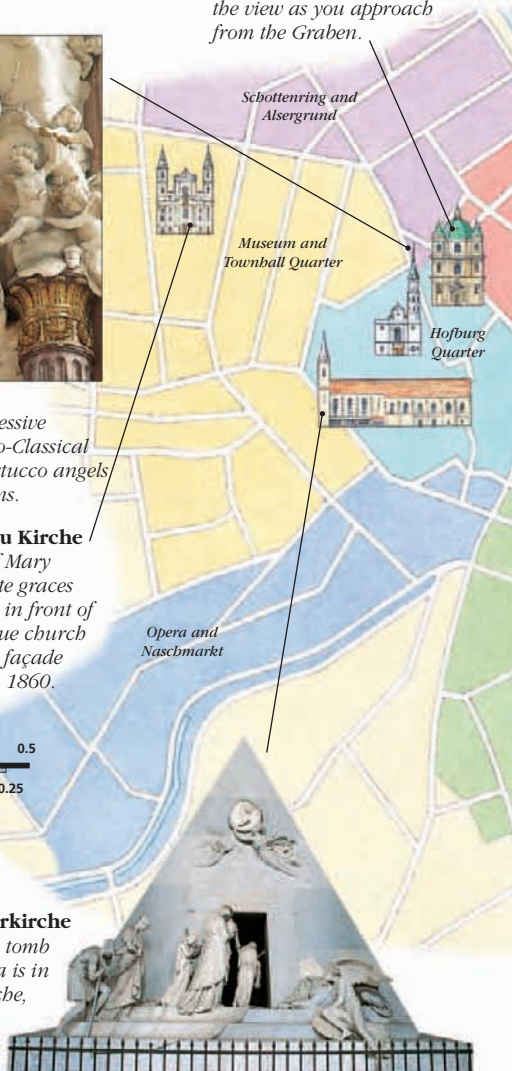 the view as you approach
from the Graben.
Schottenring and
Alsergrund
Museum and
Townhall Quarter
Hofburg
Quarter
essive
o-Classical
tucco angels
ns.
u Kirche
f Mary
te graces
in front of
ue church
façade
1860.
Opera and
Naschmarkt
0.5
0.25
rkirche
tomb
a is in
che,